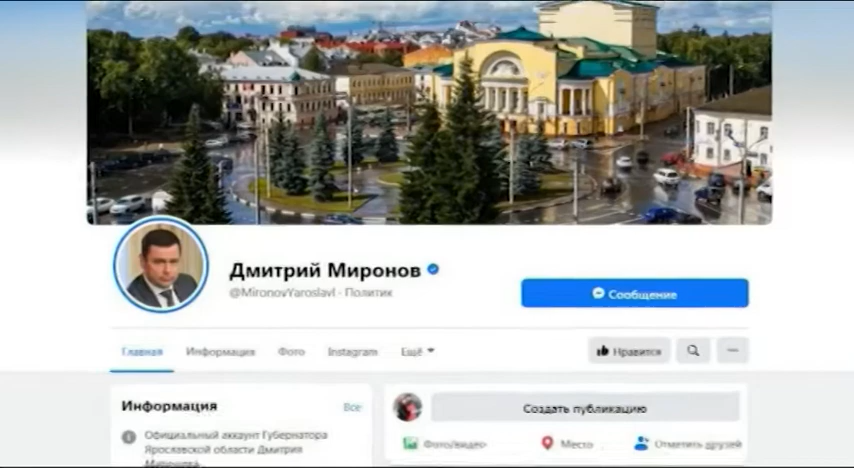 Дмитрий Миронов
@MironovYaroslavl · Политик
Сообщение
Главная
Информация
Фото
Instagram
Ещё
Нравится
Информация
Все
Официальный аккаунт Губернатора
Ярославской области Дмитрия
Миронова
Создать публикацию
Фото/видео
Место
Отметить друзей